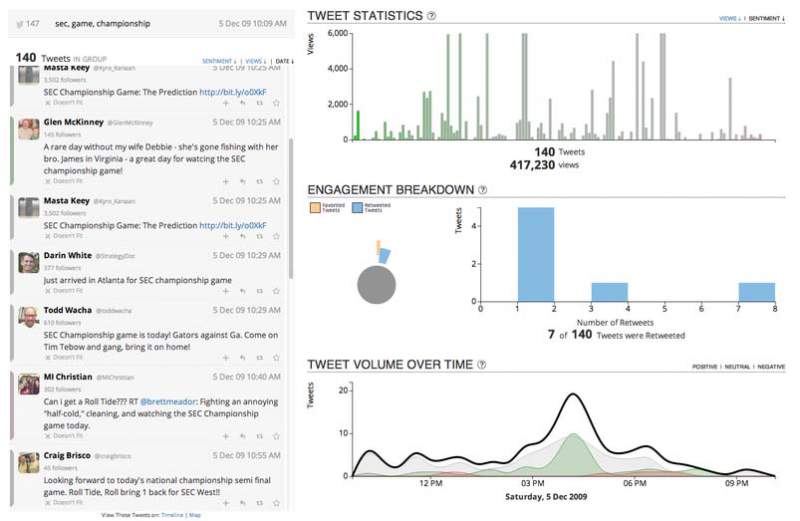 147 sec, game, championship 5 Dec 09 10:09 AM
140 Tweets IN GROUP SENTIMENT ↓ | VIEWS ↓ | DATE ↓
Masta Keey @Kyro_Kanaan 5 Dec 09 10:25 AM
3,502 followers
SEC Championship Game: The Prediction http://bit.ly/o0XkF
Doesn't Fit
Glen McKinney @GlenMcKinney 5 Dec 09 10:25 AM
145 followers
A rare day without my wife Debbie - she's gone fishing with her
bro. James in Virginia - a great day for watcing the SEC
championship game!
Doesn't Fit
Masta Keey @Kyro_Kanaan 5 Dec 09 10:25 AM
3,502 followers
SEC Championship Game: The Prediction http://bit.ly/o0XkF
Doesn't Fit
Darin White @StrategyDoc 5 Dec 09 10:29 AM
377 followers
Just arrived in Atlanta for SEC championship game
Doesn't Fit
Todd Wacha @toddwacha 5 Dec 09 10:29 AM
610 followers
SEC Championship game is today! Gators against Ga. Come on
Tim Tebow and gang, bring it on home!
Doesn't Fit
MI Christian @MIChristian 5 Dec 09 10:40 AM
302 followers
Can i get a Roll Tide??? RT @brettmeador: Fighting an annoying
"half-cold," cleaning, and watching the SEC Championship
game today.
Doesn't Fit
Craig Brisco @craigbrisco 5 Dec 09 10:55 AM
45 followers
Looking forward to today's national championship semi final
game. Roll Tide, Roll bring 1 back for SEC West!!
Doesn't Fit
View These Tweets on: Timeline | Map
TWEET STATISTICS ?
VIEWS ↓ | SENTIMENT ↓
Views
6,000
4,000
2,000
0
140 Tweets
417,230 views
ENGAGEMENT BREAKDOWN ?
Favorited Tweets
Retweeted Tweets
Tweets
4
2
0
0 1 2 3 4 5 6 7 8
Number of Retweets
7 of 140 Tweets were Retweeted
TWEET VOLUME OVER TIME ?
POSITIVE | NEUTRAL | NEGATIVE
Tweets
20
10
0
12 PM 03 PM 06 PM 09 PM
Saturday, 5 Dec 2009